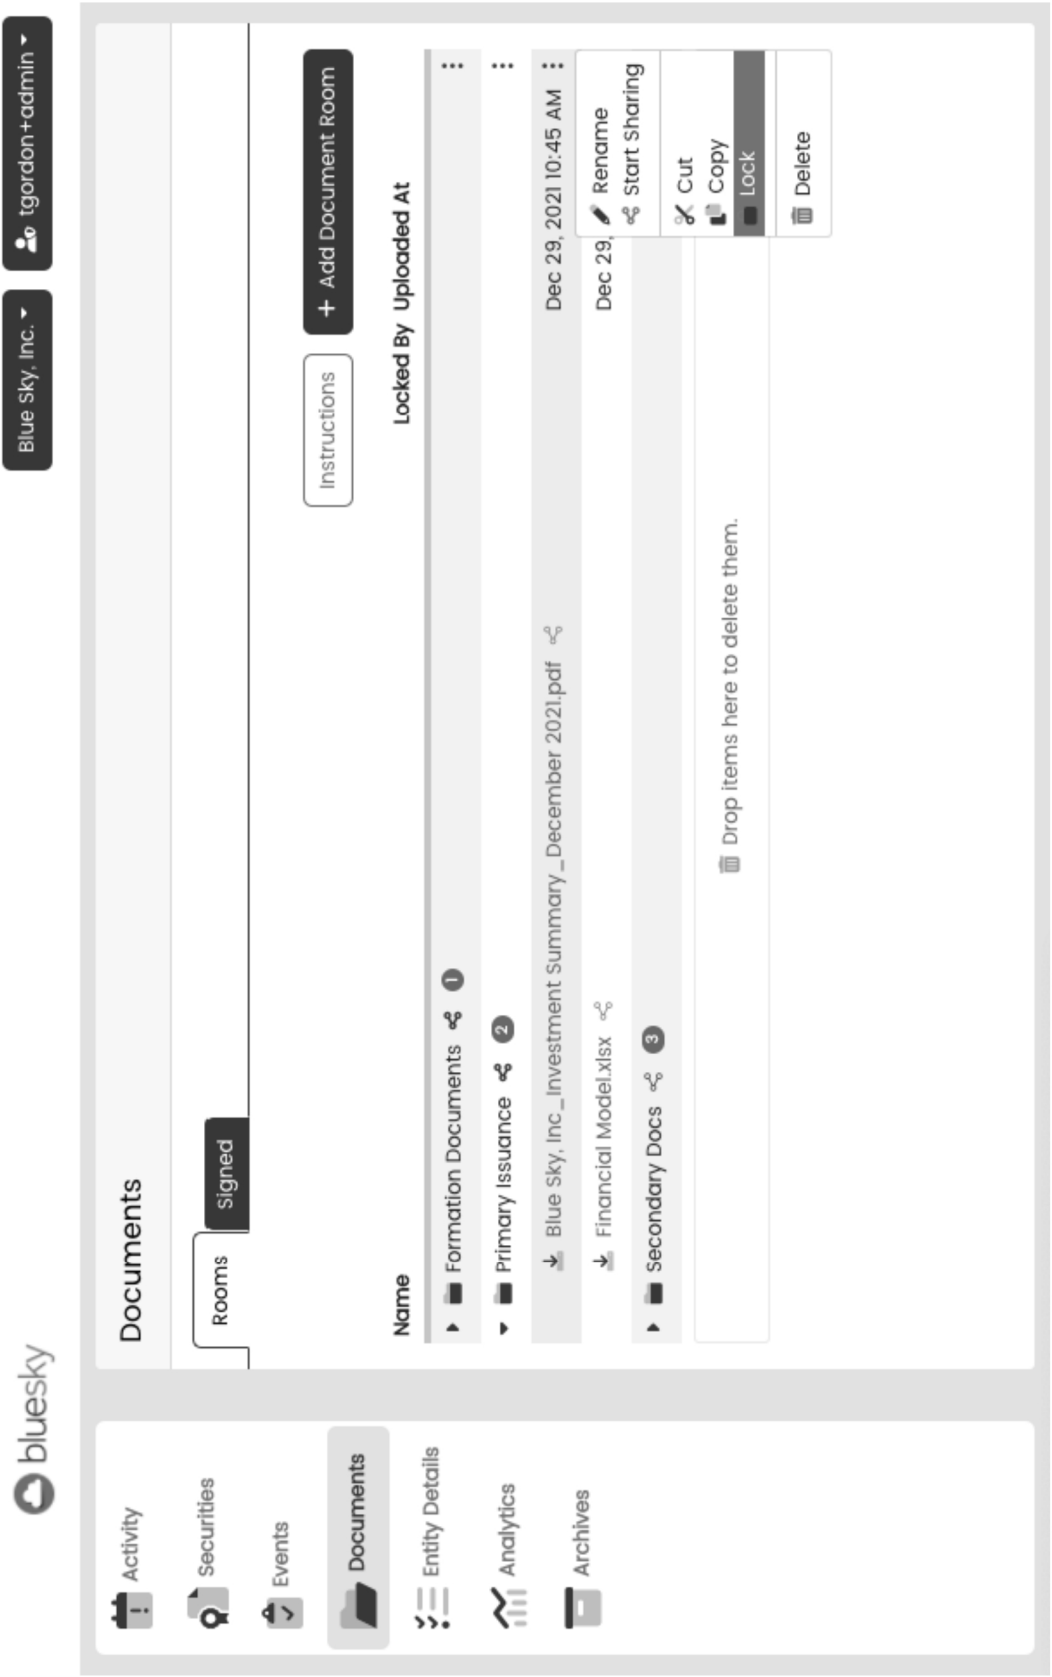 bluesky
Blue Sky, Inc.
tgordon+admin
Activity
Securities
Events
Documents
Entity Details
Analytics
Archives
Documents
Rooms
Signed
Instructions
+ Add Document Room
Name Locked By Uploaded At
Formation Documents 1
Primary Issuance 2
Blue Sky, Inc_Investment Summary_December 2021.pdf Dec 29, 2021 10:45 AM
Financial Model.xlsx Dec 29,
Secondary Docs 3
Drop items here to delete them.
Rename
Start Sharing
Cut
Copy
Lock
Delete